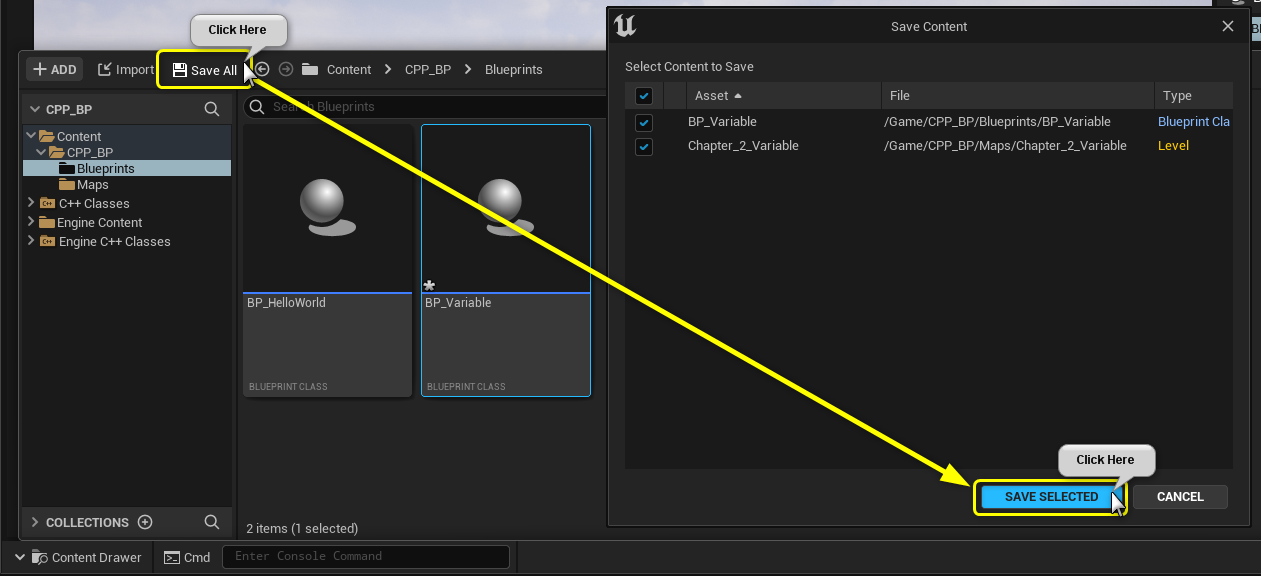 Click Here
ADD
Import
Save All
Content
CPP_BP
Blueprints
CPP_BP
Search Blueprints
Content
CPP_BP
Blueprints
Maps
C++ Classes
Engine Content
Engine C++ Classes
BP_HelloWorld
BLUEPRINT CLASS
BP_Variable
BLUEPRINT CLASS
COLLECTIONS
2 items (1 selected)
Content Drawer
Cmd
Enter Console Command
Save Content
Select Content to Save
Asset File Type
BP_Variable /Game/CPP_BP/Blueprints/BP_Variable Blueprint Cla
Chapter_2_Variable /Game/CPP_BP/Maps/Chapter_2_Variable Level
Click Here
SAVE SELECTED
CANCEL